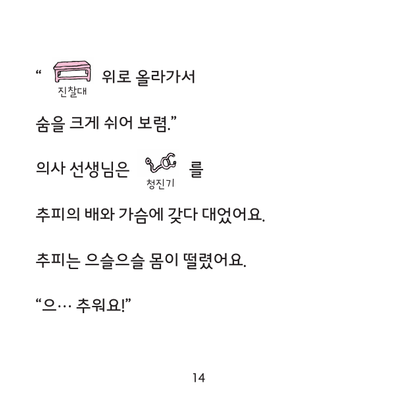 “ 위로 올라가서
진찰대
숨을 크게 쉬어 보렴.”
의사 선생님은 를
청진기
추피의 배와 가슴에 갖다 대었어요.
추피는 으슬으슬 몸이 떨렸어요.
“으… 추워요!”
14